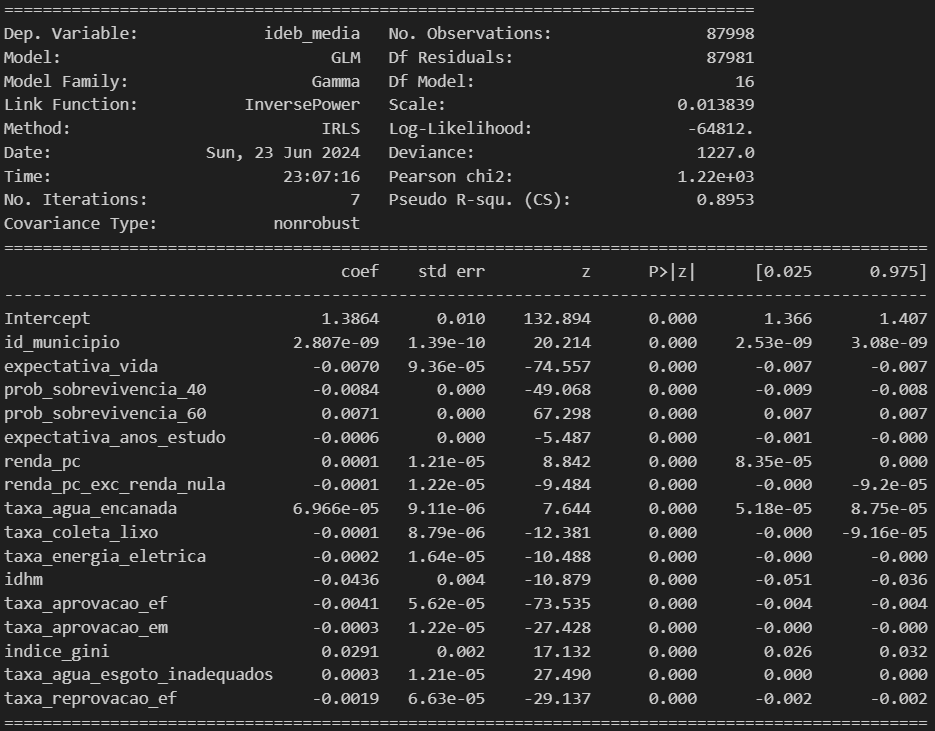 ==============================================================================
Dep. Variable:             ideb_media   No. Observations:                87998
Model:                            GLM   Df Residuals:                    87981
Model Family:                   Gamma   Df Model:                           16
Link Function:           InversePower   Scale:                        0.013839
Method:                          IRLS   Log-Likelihood:                -64812.
Date:                Sun, 23 Jun 2024   Deviance:                       1227.0
Time:                        23:07:16   Pearson chi2:                 1.22e+03
No. Iterations:                     7   Pseudo R-squ. (CS):             0.8953
Covariance Type:            nonrobust
================================================================================================
                                   coef    std err          z      P>|z|      [0.025      0.975]
------------------------------------------------------------------------------------------------
Intercept                        1.3864      0.010    132.894      0.000       1.366       1.407
id_municipio                  2.807e-09   1.39e-10     20.214      0.000    2.53e-09    3.08e-09
expectativa_vida                -0.0070   9.36e-05    -74.557      0.000      -0.007      -0.007
prob_sobrevivencia_40           -0.0084      0.000    -49.068      0.000      -0.009      -0.008
prob_sobrevivencia_60            0.0071      0.000     67.298      0.000       0.007       0.007
expectativa_anos_estudo         -0.0006      0.000     -5.487      0.000      -0.001      -0.000
renda_pc                         0.0001   1.21e-05      8.842      0.000    8.35e-05       0.000
renda_pc_exc_renda_nula         -0.0001   1.22e-05     -9.484      0.000      -0.000    -9.2e-05
taxa_agua_encanada            6.966e-05   9.11e-06      7.644      0.000    5.18e-05    8.75e-05
taxa_coleta_lixo                -0.0001   8.79e-06    -12.381      0.000      -0.000   -9.16e-05
taxa_energia_eletrica           -0.0002   1.64e-05    -10.488      0.000      -0.000      -0.000
idhm                            -0.0436      0.004    -10.879      0.000      -0.051      -0.036
taxa_aprovacao_ef               -0.0041   5.62e-05    -73.535      0.000      -0.004      -0.004
taxa_aprovacao_em               -0.0003   1.22e-05    -27.428      0.000      -0.000      -0.000
indice_gini                      0.0291      0.002     17.132      0.000       0.026       0.032
taxa_agua_esgoto_inadequados     0.0003   1.21e-05     27.490      0.000       0.000       0.000
taxa_reprovacao_ef              -0.0019   6.63e-05    -29.137      0.000      -0.002      -0.002
================================================================================================